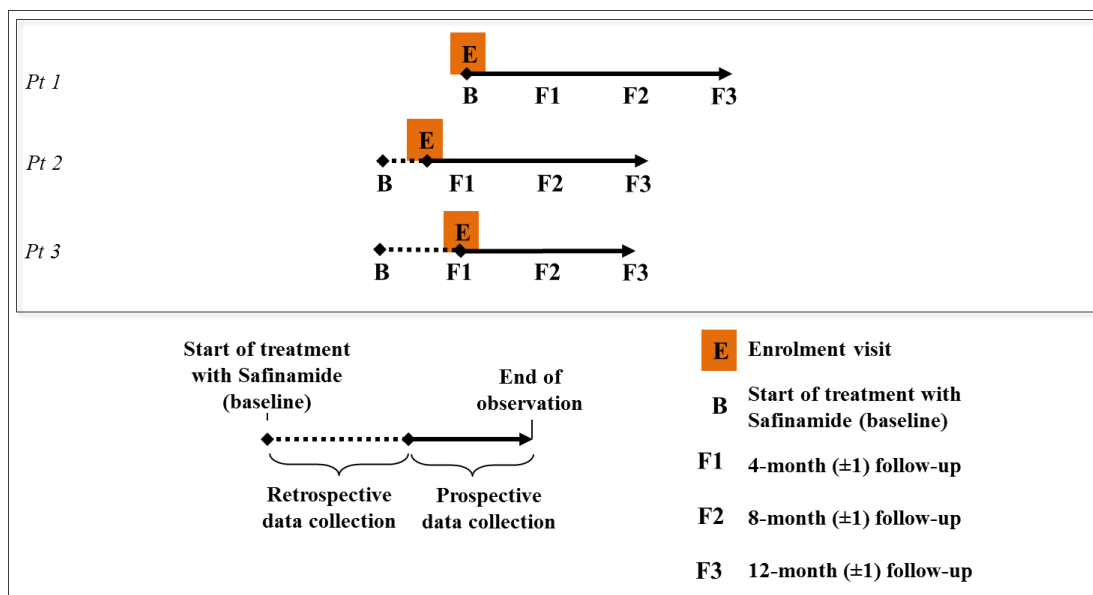 E
Pt 1
B F1 F2 F3
E
Pt 2
B F1 F2 F3
E
Pt 3
B F1 F2 F3
Start of treatment
with Safinamide
(baseline)
End of
observation
Retrospective
data collection
Prospective
data collection
E Enrolment visit
B Start of treatment with
Safinamide (baseline)
F1 4-month (±1) follow-up
F2 8-month (±1) follow-up
F3 12-month (±1) follow-up